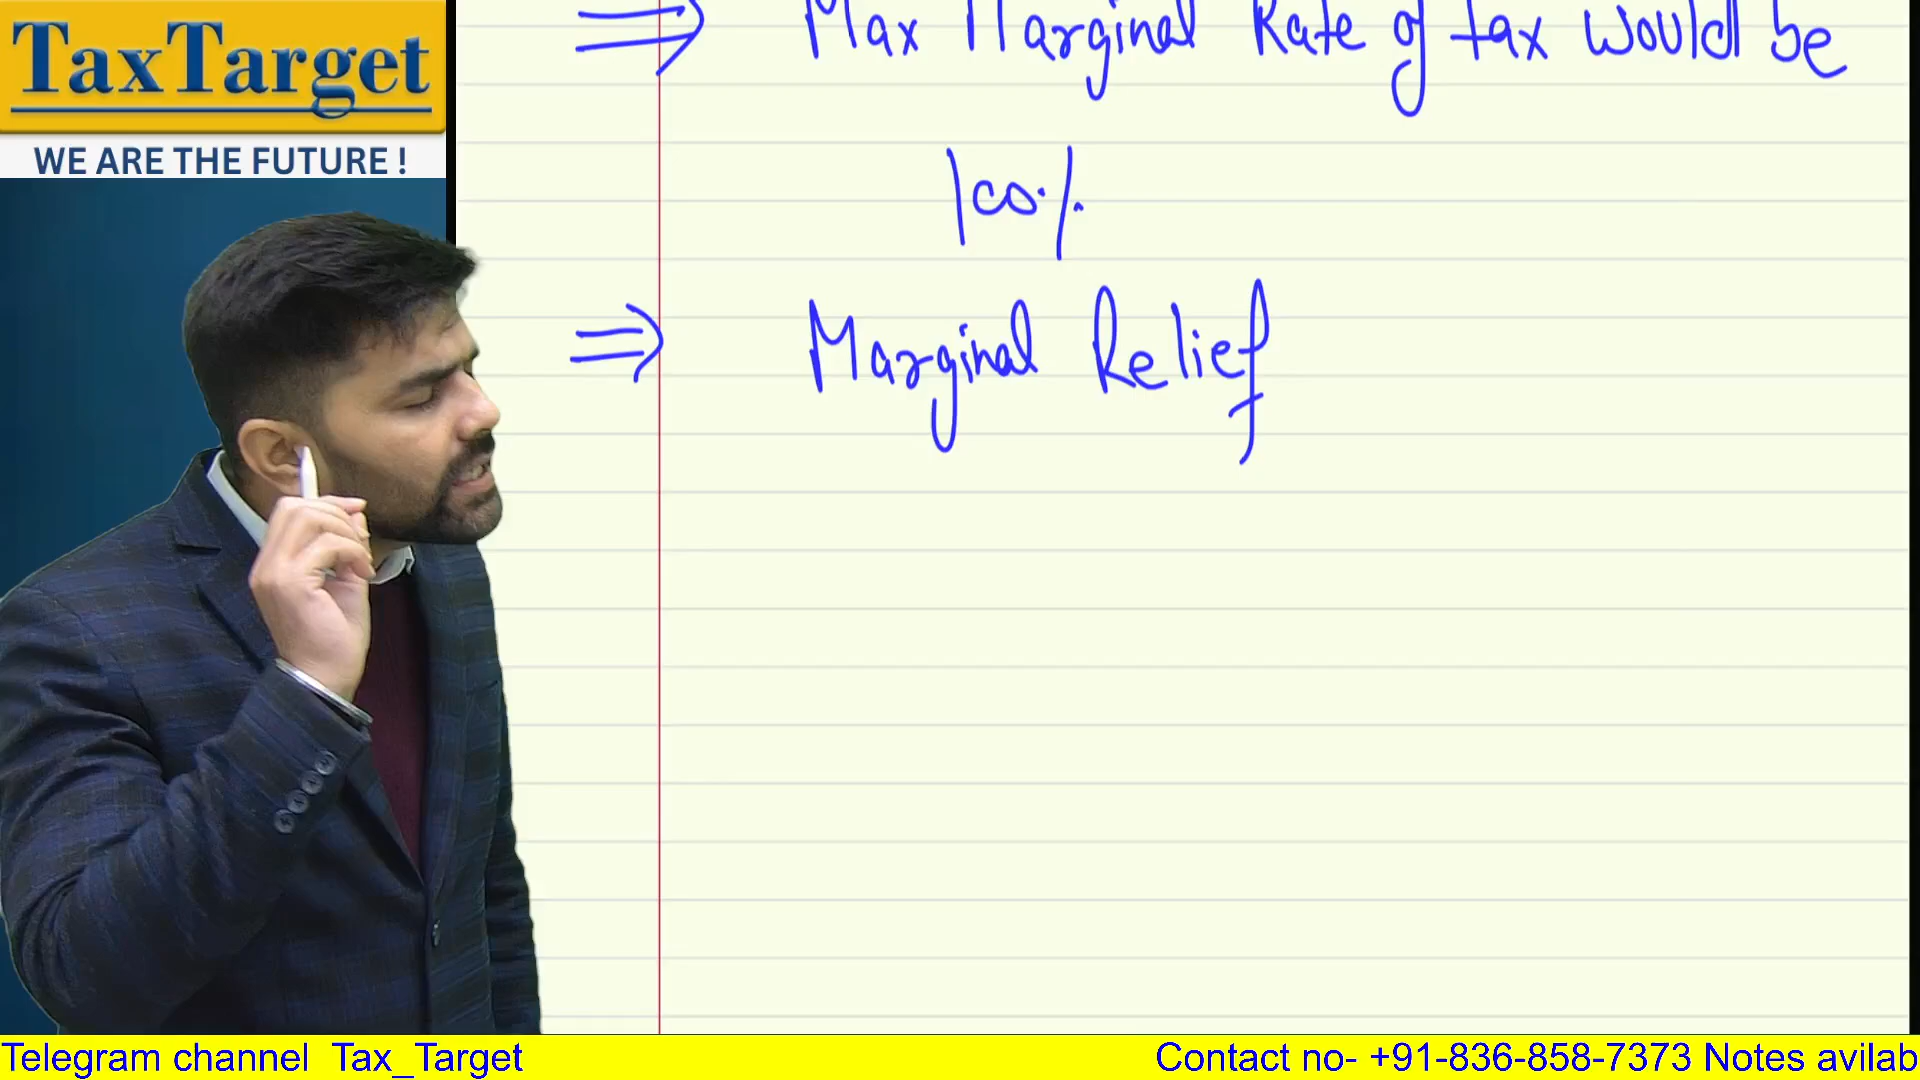 TaxTarget
WE ARE THE FUTURE !
⇒ Max Marginal Rate of tax would be
100%
⇒ Marginal Relief
Telegram channel Tax_Target
Contact no- +91-836-858-7373 Notes avilab